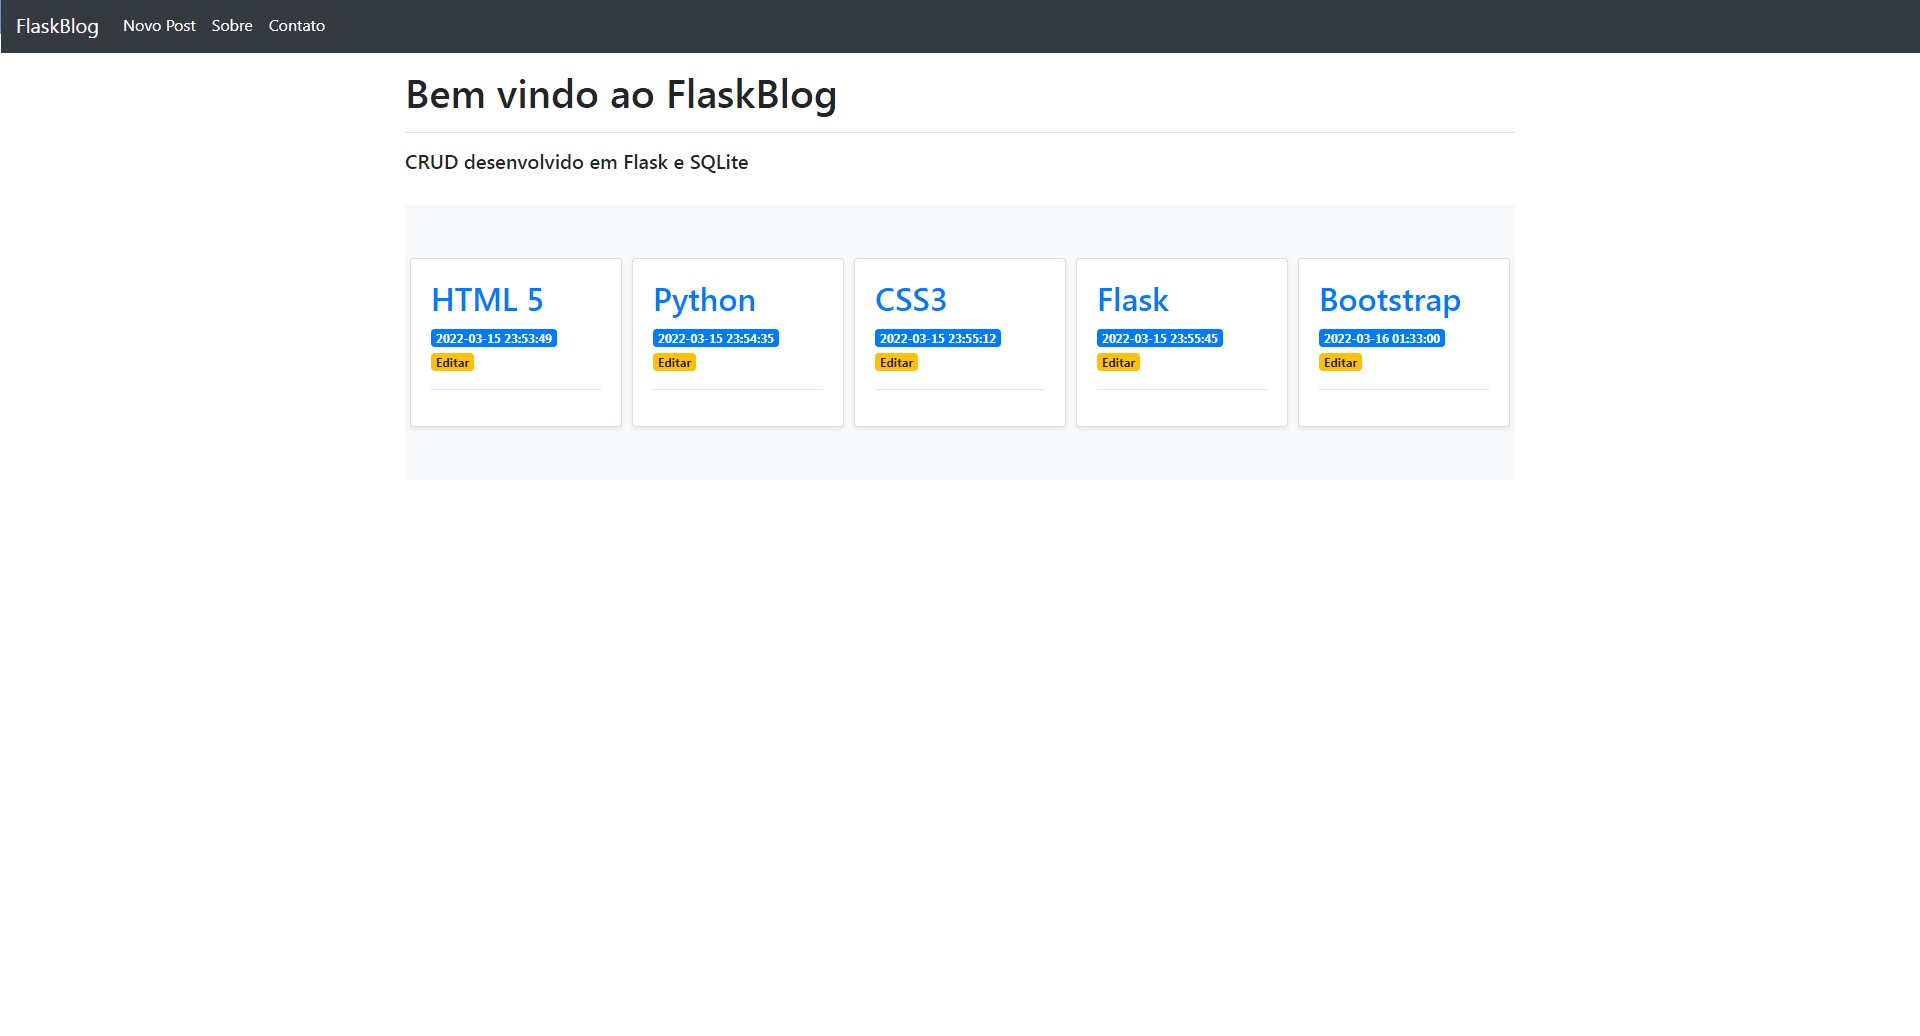 FlaskBlog Novo Post Sobre Contato
Bem vindo ao FlaskBlog
CRUD desenvolvido em Flask e SQLite
HTML 5
2022-03-15 23:53:49
Editar
Python
2022-03-15 23:54:35
Editar
CSS3
2022-03-15 23:55:12
Editar
Flask
2022-03-15 23:55:45
Editar
Bootstrap
2022-03-16 01:33:00
Editar